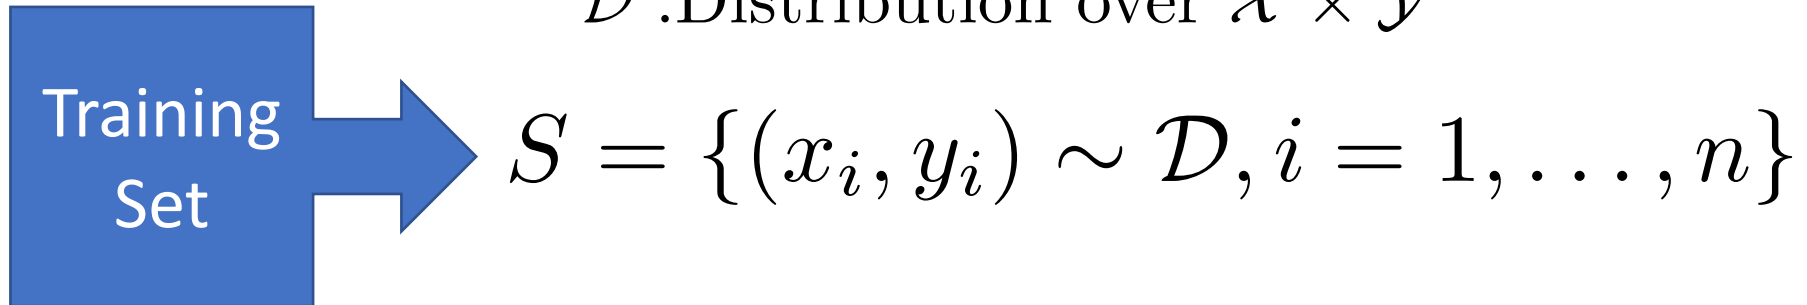 𝒟 :Distribution over 𝒳 × 𝒴
Training
Set
S = {(xᵢ, yᵢ) ∼ 𝒟, i = 1, . . . , n}